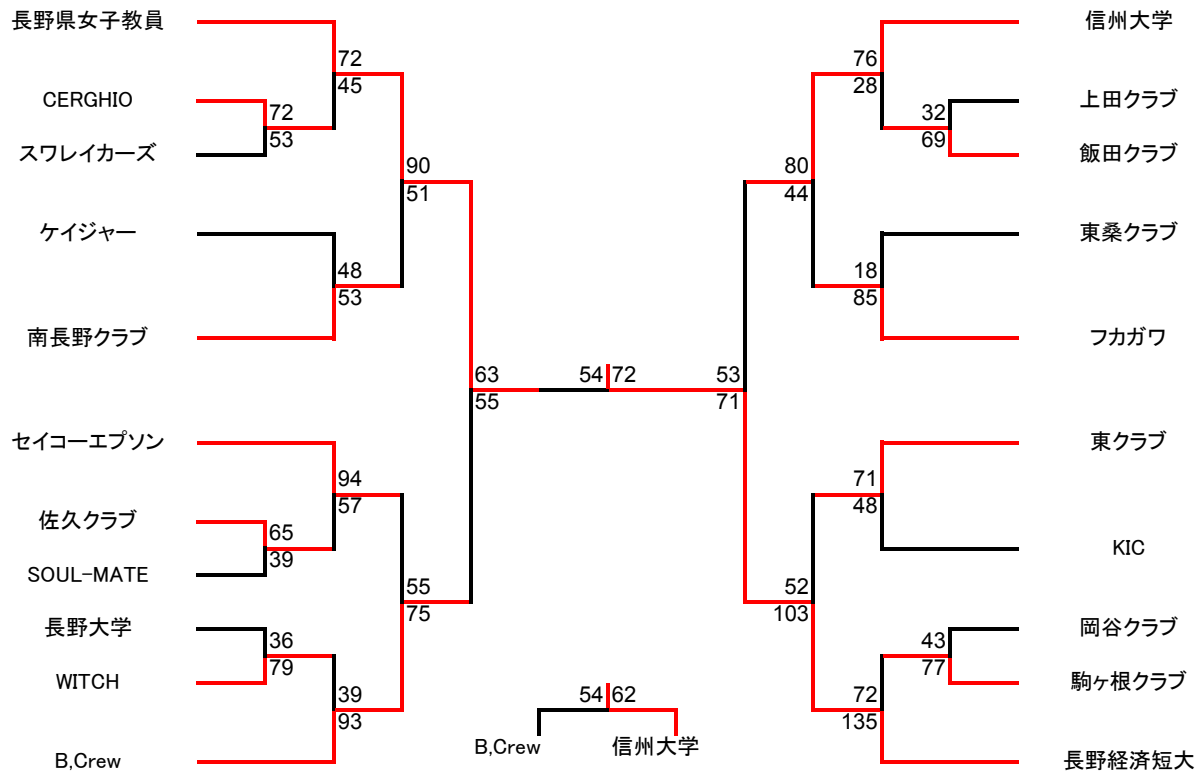 長野県女子教員
72
45
CERGHIO
72
53
スワレイカーズ
90
51
ケイジャー
48
53
南長野クラブ
63
55
セイコーエプソン
94
57
佐久クラブ
65
39
SOUL-MATE
55
75
長野大学
36
79
WITCH
39
93
B,Crew
54 72
54 62
B,Crew 信州大学
信州大学
76
28
上田クラブ
32
69
飯田クラブ
80
44
東桑クラブ
18
85
フカガワ
53
71
東クラブ
71
48
KIC
52
103
岡谷クラブ
43
77
駒ヶ根クラブ
72
135
長野経済短大